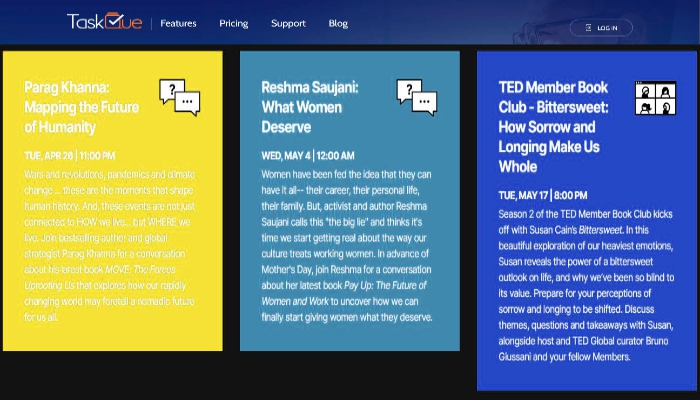 TaskQue
Features
Pricing
Support
Blog
LOG IN
Parag Khanna:
Mapping the Future
of Humanity
TUE, APR 26 | 11:00 PM
Wars and revolutions, pandemics and climate
change ... these are the moments that shape
human history. And, these events are not just
connected to HOW we live... but WHERE we
live. Join bestselling author and global
strategist Parag Khanna for a conversation
about his latest book MOVE: The Forces
Uprooting Us that explores how our rapidly
changing world may foretell a nomadic future
for us all.
Reshma Saujani:
What Women
Deserve
WED, MAY 4 | 12:00 AM
Women have been fed the idea that they can
have it all-- their career, their personal life,
their family. But, activist and author Reshma
Saujani calls this "the big lie" and thinks it's
time we start getting real about the way our
culture treats working women. In advance of
Mother's Day, join Reshma for a conversation
about her latest book Pay Up: The Future of
Women and Work to uncover how we can
finally start giving women what they deserve.
TED Member Book
Club - Bittersweet:
How Sorrow and
Longing Make Us
Whole
TUE, MAY 17 | 8:00 PM
Season 2 of the TED Member Book Club kicks
off with Susan Cain's Bittersweet. In this
beautiful exploration of our heaviest emotions,
Susan reveals the power of a bittersweet
outlook on life, and why we've been so blind to
its value. Prepare for your perceptions of
sorrow and longing to be shifted. Discuss
themes, questions and takeaways with Susan,
alongside host and TED Global curator Bruno
Giussani and your fellow Members.